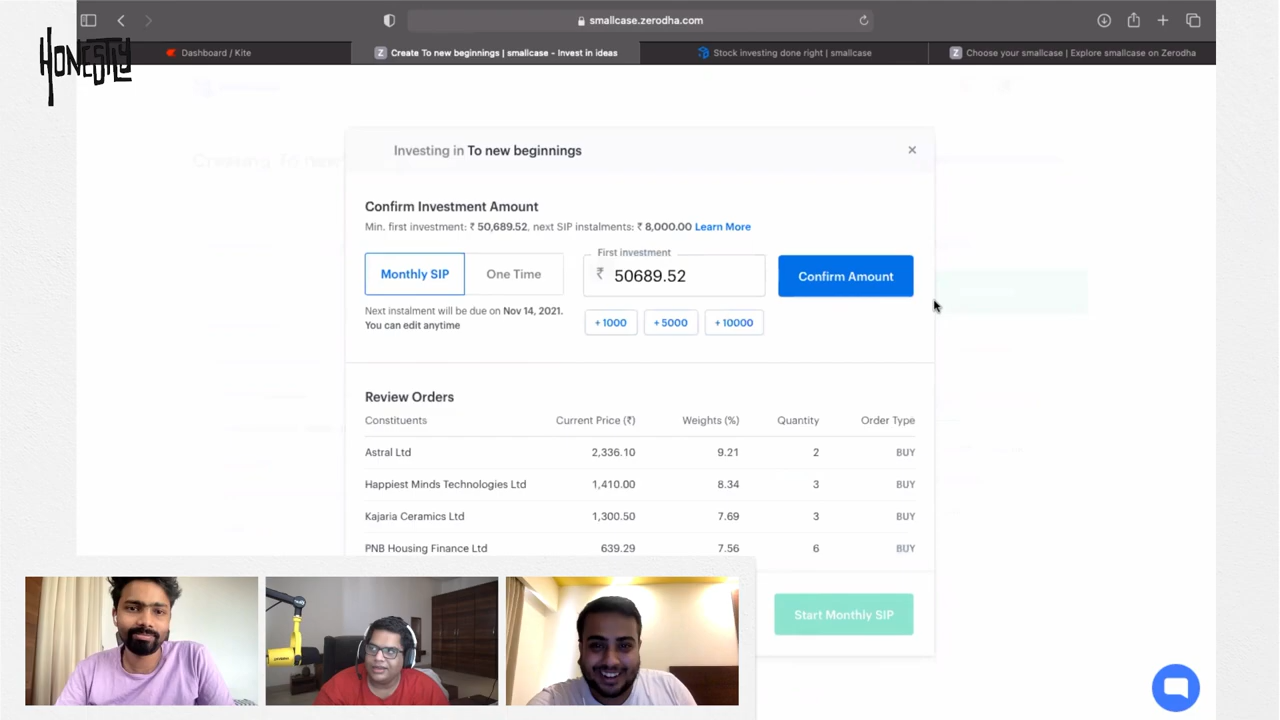 smallcase.zerodha.com
HONESTLY
Dashboard / Kite
Z Create To new beginnings | smallcase - Invest in ideas
Stock investing done right | smallcase
Z Choose your smallcase | Explore smallcase on Zerodha
Investing in To new beginnings
Confirm Investment Amount
Min. first investment: ₹ 50,689.52, next SIP instalments: ₹ 8,000.00 Learn More
First investment
Monthly SIP One Time ₹ 50689.52 Confirm Amount
Next instalment will be due on Nov 14, 2021.
You can edit anytime
+ 1000 + 5000 + 10000
Review Orders
Constituents Current Price (₹) Weights (%) Quantity Order Type
Astral Ltd 2,336.10 9.21 2 BUY
Happiest Minds Technologies Ltd 1,410.00 8.34 3 BUY
Kajaria Ceramics Ltd 1,300.50 7.69 3 BUY
PNB Housing Finance Ltd 639.29 7.56 6 BUY
Start Monthly SIP